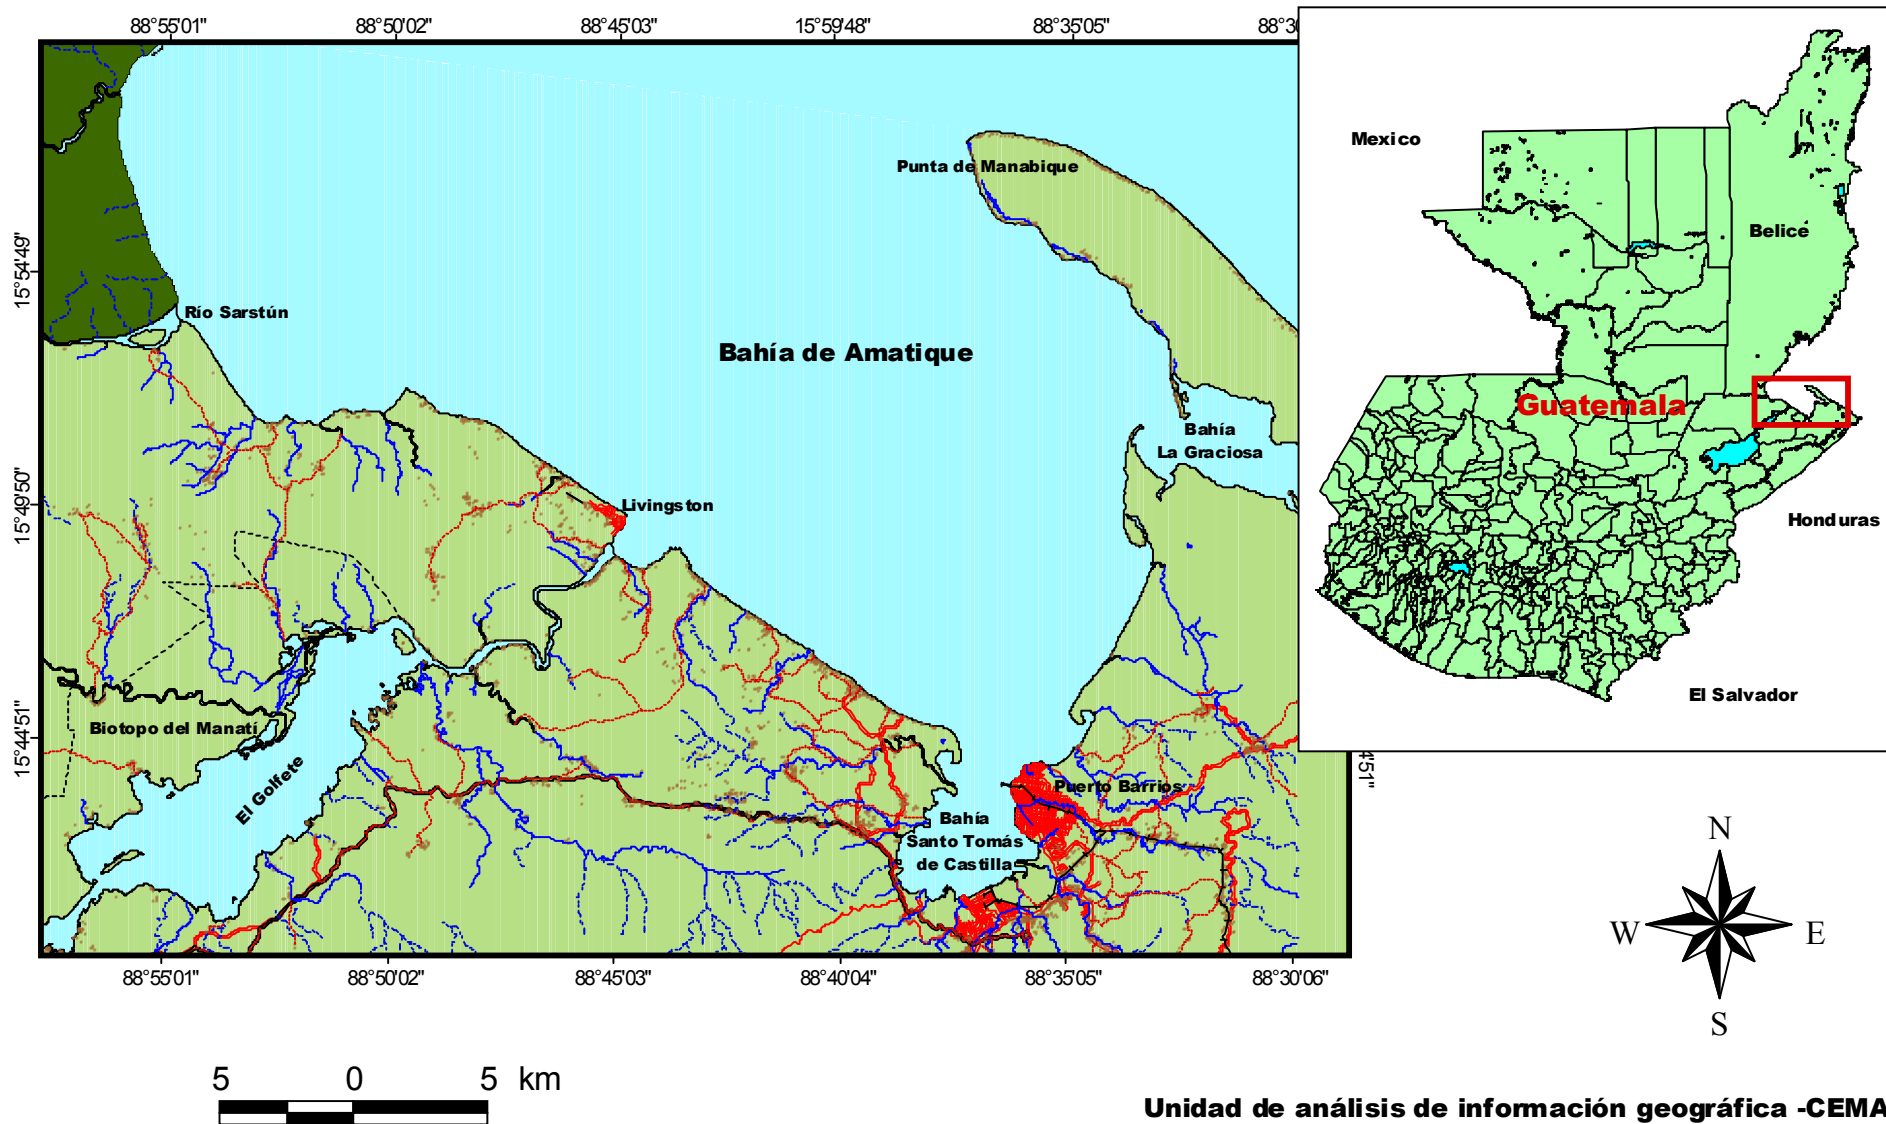 88°55'01" 88°50'02" 88°45'03" 15°59'48" 88°35'05" 88°30
Mexico
Punta de Manabique
Belice
15°54'49"
Río Sarstún
Bahía de Amatique
Guatemala
Bahía
La Graciosa
15°49'50"
Livingston
Honduras
El Salvador
15°44'51"
Biotopo del Manatí
El Golfete
Puerto Barrios
4'51"
Bahía
Santo Tomás
de Castilla
N
W E
S
88°55'01" 88°50'02" 88°45'03" 88°40'04" 88°35'05" 88°30'06"
5 0 5 km
Unidad de análisis de información geográfica -CEMA